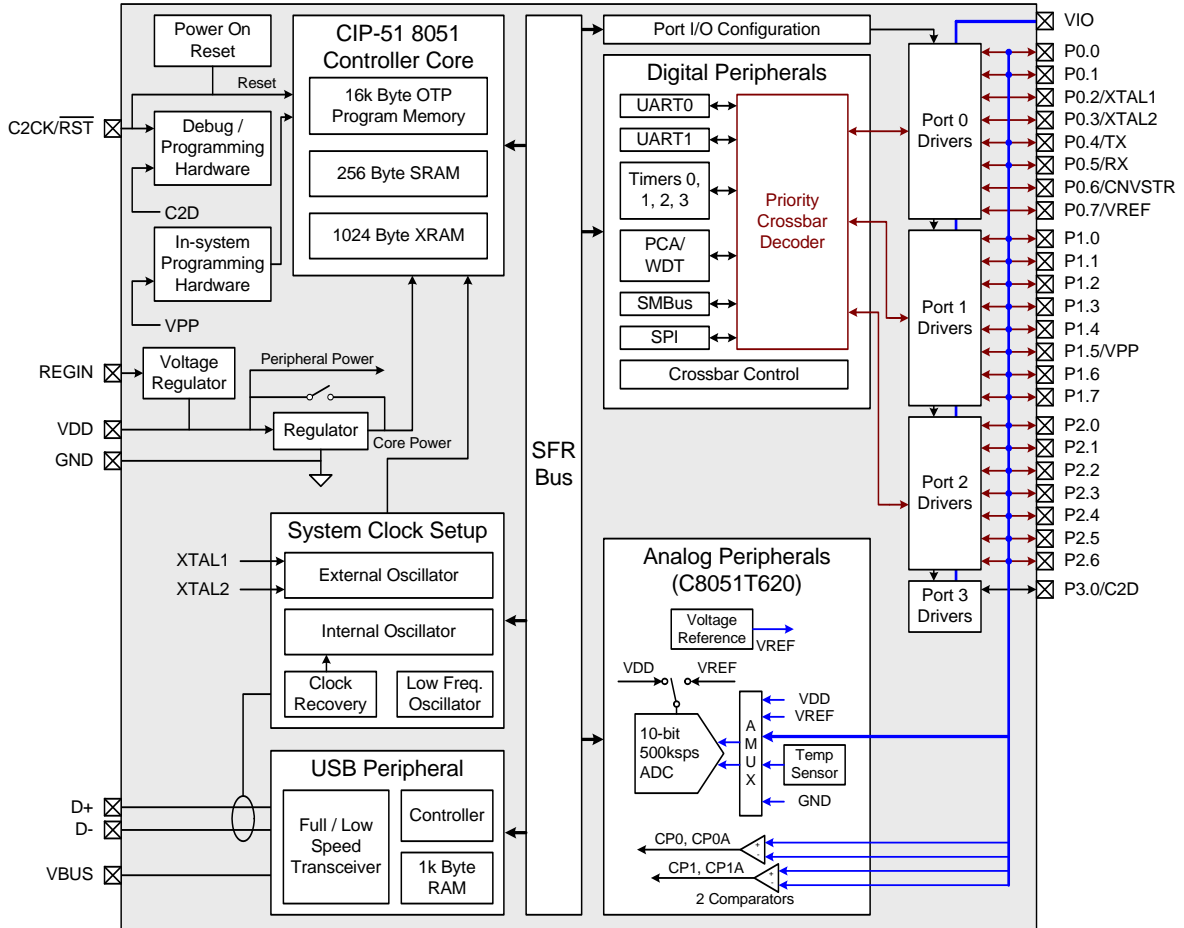 Power On
Reset
Reset
C2CK/RST
Debug /
Programming
Hardware
C2D
In-system
Programming
Hardware
VPP
CIP-51 8051
Controller Core
16k Byte OTP
Program Memory
256 Byte SRAM
1024 Byte XRAM
REGIN
Voltage
Regulator
Peripheral Power
VDD
Regulator
Core Power
GND
System Clock Setup
XTAL1
XTAL2
External Oscillator
Internal Oscillator
Clock
Recovery
Low Freq.
Oscillator
USB Peripheral
D+
D-
VBUS
Full / Low
Speed
Transceiver
Controller
1k Byte
RAM
SFR
Bus
Port I/O Configuration
Digital Peripherals
UART0
UART1
Timers 0,
1, 2, 3
PCA/
WDT
SMBus
SPI
Priority
Crossbar
Decoder
Crossbar Control
Analog Peripherals
(C8051T620)
Voltage
Reference
VREF
VDD
VREF
10-bit
500ksps
ADC
A
M
U
X
VDD
VREF
Temp
Sensor
GND
CP0, CP0A
+
-
CP1, CP1A
+
-
2 Comparators
Port 0
Drivers
Port 1
Drivers
Port 2
Drivers
Port 3
Drivers
VIO
P0.0
P0.1
P0.2/XTAL1
P0.3/XTAL2
P0.4/TX
P0.5/RX
P0.6/CNVSTR
P0.7/VREF
P1.0
P1.1
P1.2
P1.3
P1.4
P1.5/VPP
P1.6
P1.7
P2.0
P2.1
P2.2
P2.3
P2.4
P2.5
P2.6
P3.0/C2D